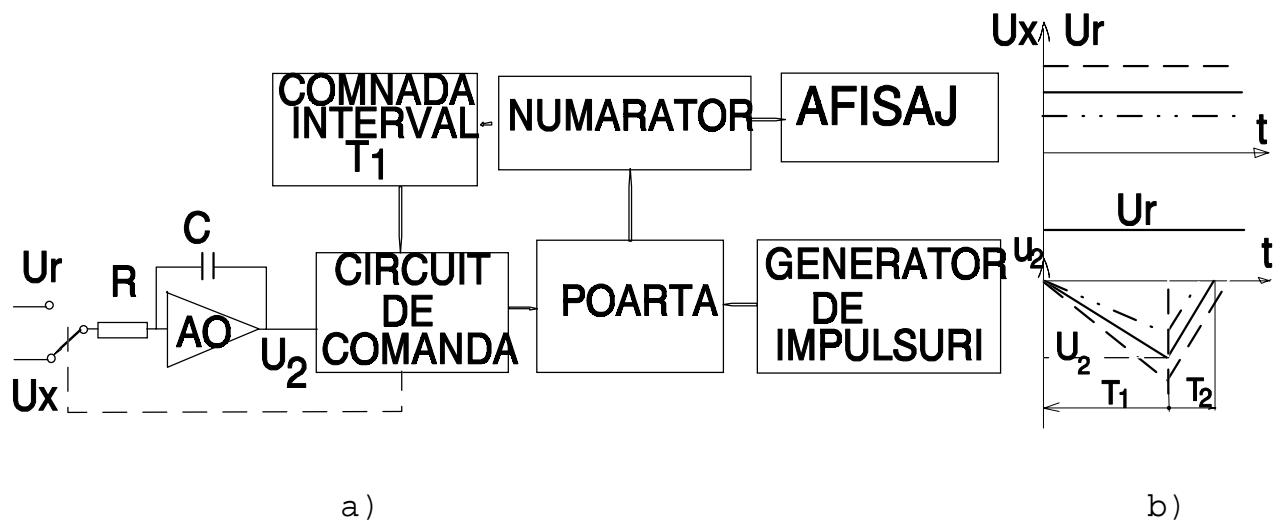 COMNADA
INTERVAL
T1
NUMARATOR
AFISAJ
Ux Ur
t
C
Ur
R
AO
U2
Ux
CIRCUIT
DE
COMANDA
POARTA
GENERATOR
DE
IMPULSURI
Ur
U2
t
U2
T1
T2
a)
b)